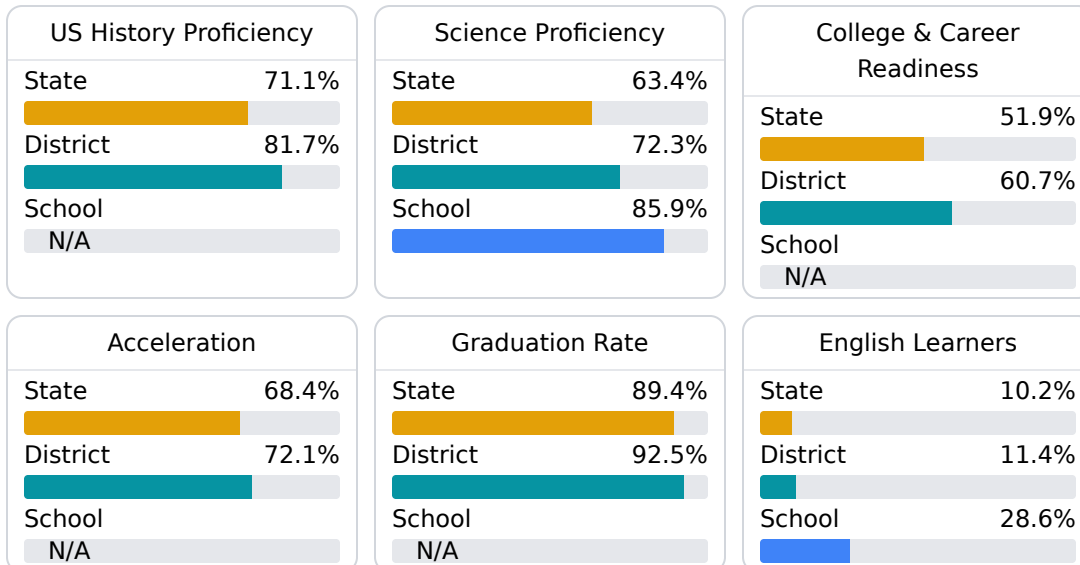 US History Proficiency
State 71.1%
District 81.7%
School
N/A
Science Proficiency
State 63.4%
District 72.3%
School 85.9%
College & Career
Readiness
State 51.9%
District 60.7%
School
N/A
Acceleration
State 68.4%
District 72.1%
School
N/A
Graduation Rate
State 89.4%
District 92.5%
School
N/A
English Learners
State 10.2%
District 11.4%
School 28.6%